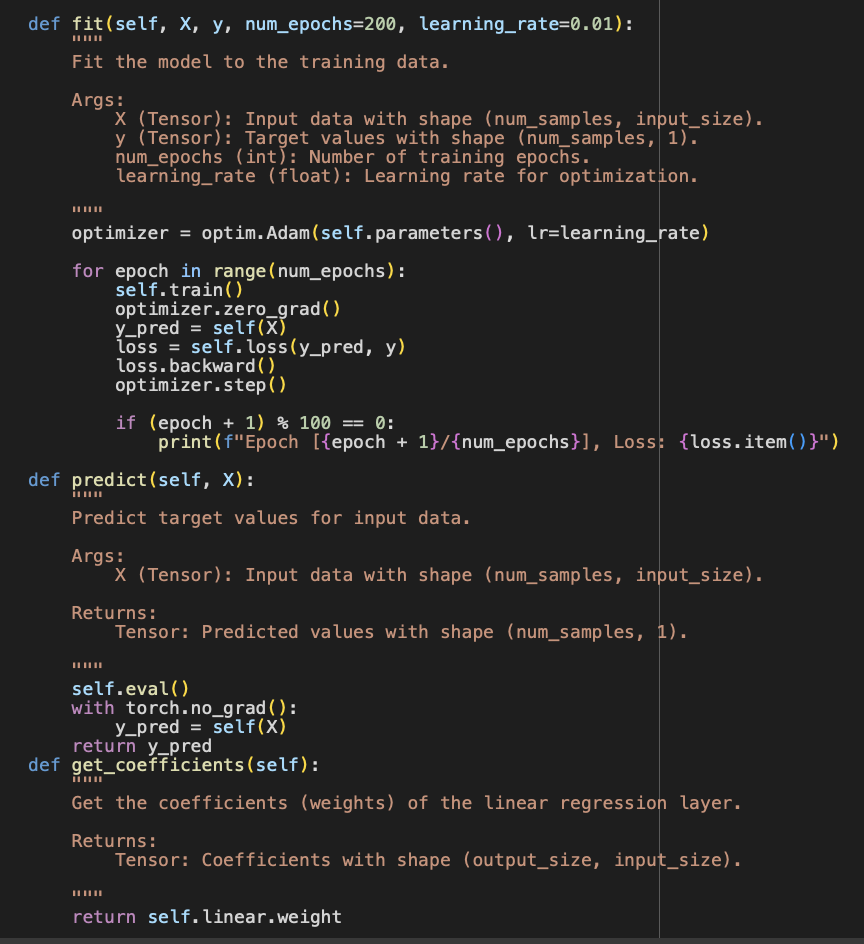 def fit(self, X, y, num_epochs=200, learning_rate=0.01):
    """
    Fit the model to the training data.

    Args:
        X (Tensor): Input data with shape (num_samples, input_size).
        y (Tensor): Target values with shape (num_samples, 1).
        num_epochs (int): Number of training epochs.
        learning_rate (float): Learning rate for optimization.

    """
    optimizer = optim.Adam(self.parameters(), lr=learning_rate)

    for epoch in range(num_epochs):
        self.train()
        optimizer.zero_grad()
        y_pred = self(X)
        loss = self.loss(y_pred, y)
        loss.backward()
        optimizer.step()

        if (epoch + 1) % 100 == 0:
            print(f"Epoch [{epoch + 1}/{num_epochs}], Loss: {loss.item()}")

def predict(self, X):
    """
    Predict target values for input data.

    Args:
        X (Tensor): Input data with shape (num_samples, input_size).

    Returns:
        Tensor: Predicted values with shape (num_samples, 1).

    """
    self.eval()
    with torch.no_grad():
        y_pred = self(X)
    return y_pred
def get_coefficients(self):
    """
    Get the coefficients (weights) of the linear regression layer.

    Returns:
        Tensor: Coefficients with shape (output_size, input_size).

    """
    return self.linear.weight